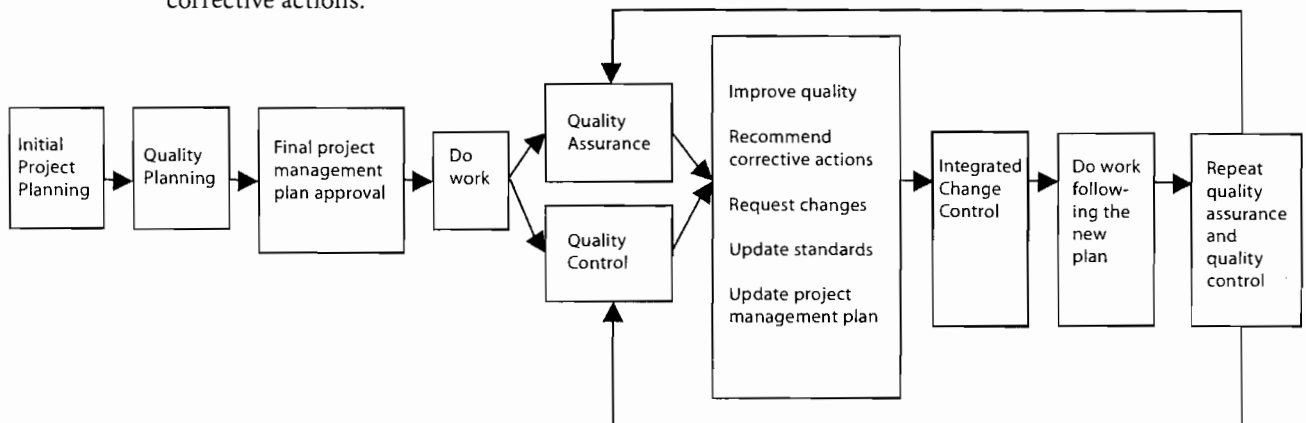 corrective actions.
Initial
Project
Planning
Quality
Planning
Final project
management
plan approval
Do
work
Quality
Assurance
Quality
Control
Improve quality
Recommend
corrective actions
Request changes
Update standards
Update project
management plan
Integrated
Change
Control
Do work
follow-
ing the
new
plan
Repeat
quality
assurance
and
quality
control